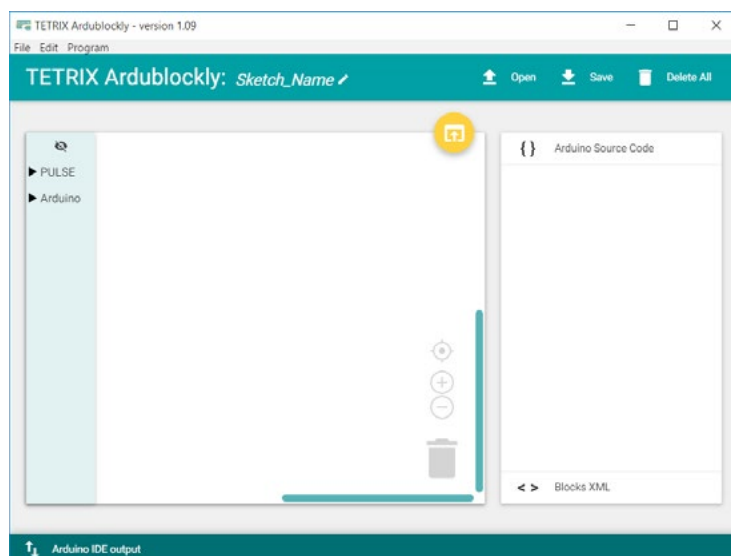 TETRIX Ardublockly - version 1.09
File Edit Program
TETRIX Ardublockly: Sketch_Name
Open
Save
Delete All
PULSE
Arduino
{ } Arduino Source Code
< > Blocks XML
Arduino IDE output